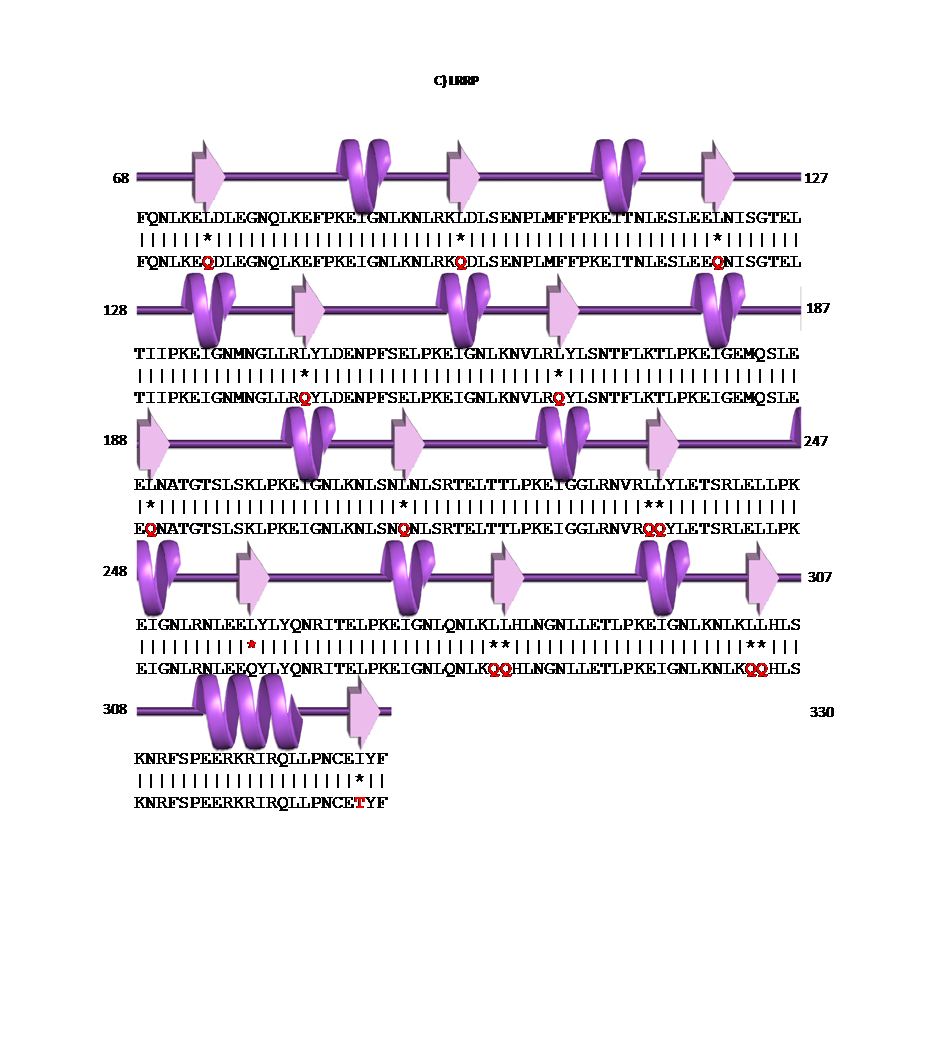 C) LRRP
68 127
FQNLKELDLEGNQLKEFPKEIGNLKNLRKLDLSENPLMFFPKEITNLESLEELNISGTEL
| | | | | | * | | | | | | | | | | | | | | | | | | | | | | * | | | | | | | | | | | | | | | | | | | | | | | * | | | | | | |
FQNLKEQDLEGNQLKEFPKEIGNLKNLRKQDLSENPLMFFPKEITNLESLEEQNISGTEL
128 187
TIIPKEIGNMNGLLRLYLDENPFSELPKEIGNLKNVLRLYLSNTFLKTLPKEIGEMQSLE
| | | | | | | | | | | | | | | * | | | | | | | | | | | | | | | | | | | | | | * | | | | | | | | | | | | | | | | | | | | |
TIIPKEIGNMNGLLRQYLDENPFSELPKEIGNLKNVLRQYLSNTFLKTLPKEIGEMQSLE
188 247
ELNATGTSLSKLPKEIGNLKNLSNLNLSRTELTTLPKEIGGLRNVRLLYLETSRLELLPK
| * | | | | | | | | | | | | | | | | | | | | | | * | | | | | | | | | | | | | | | | | | | | | * * | | | | | | | | | | | |
EQNATGTSLSKLPKEIGNLKNLSNQNLSRTELTTLPKEIGGLRNVRQQYLETSRLELLPK
248 307
EIGNLRNLEELYLYQNRITELPKEIGNLQNLKLLHLNGNLLETLPKEIGNLKNLKLLHLS
| | | | | | | | | | * | | | | | | | | | | | | | | | | | | | | | * * | | | | | | | | | | | | | | | | | | | | | * * | | |
EIGNLRNLEEQYLYQNRITELPKEIGNLQNLKQQHLNGNLLETLPKEIGNLKNLKQQHLS
308 330
KNRFSPEERKRIRQLLPNCEIYF
| | | | | | | | | | | | | | | | | | | | * | |
KNRFSPEERKRIRQLLPNCETYF